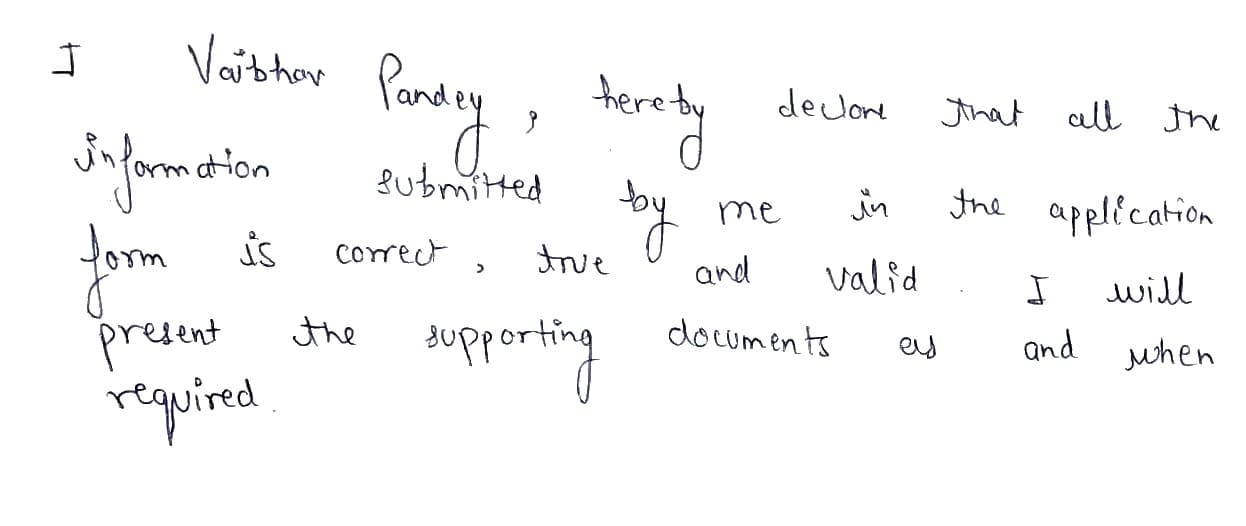 I Vaibhav Pandey, hereby declare that all the
information submitted by me in the application
form is correct, true and valid. I will
present the supporting documents as and when
required.